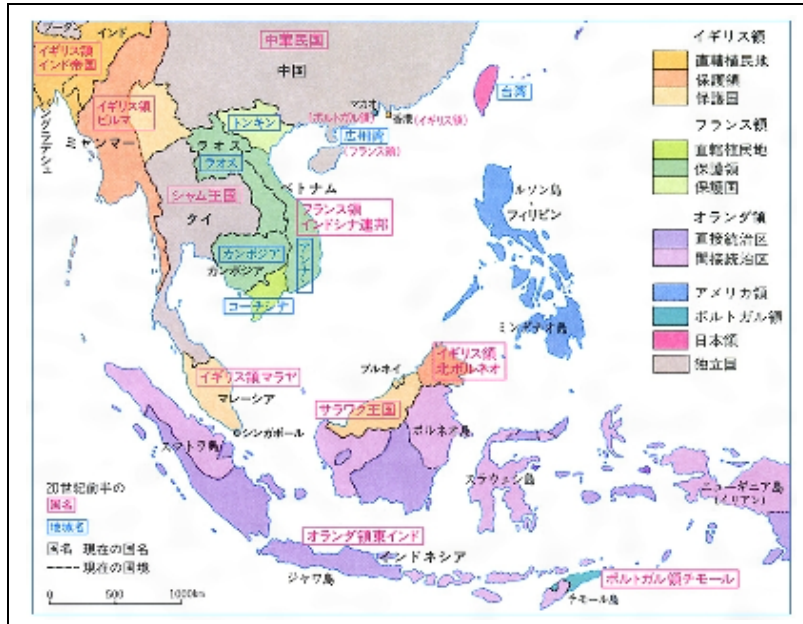 ブータン
インド
イギリス領
インド帝国
ングラデシュ
イギリス領
ビルマ
ミャンマー
中華民国
中国
マカオ
(ポルトガル領)
香港(イギリス領)
広州湾
(フランス領)
台湾
トンキン
ラオス
ラオス
ベトナム
シャム王国
タイ
フランス領
インドシナ連邦
カンボジア
カンボジア
アンナン
コーチシナ
ルソン島
フィリピン
ミンダナオ島
イギリス領マラヤ
マレーシア
シンガポール
ブルネイ
イギリス領
北ボルネオ
サラワク王国
ボルネオ島
スマトラ島
スラウェシ島
ニューギニア島
(イリアン)
オランダ領東インド
インドネシア
ジャワ島
ポルトガル領チモール
チモール島
イギリス領
直轄植民地
保護領
保護国
フランス領
直轄植民地
保護領
保護国
オランダ領
直接統治区
間接統治区
アメリカ領
ポルトガル領
日本領
独立国
20世紀前半の
国名
地域名
国名 現在の国名
---- 現在の国境
0 500 1000km